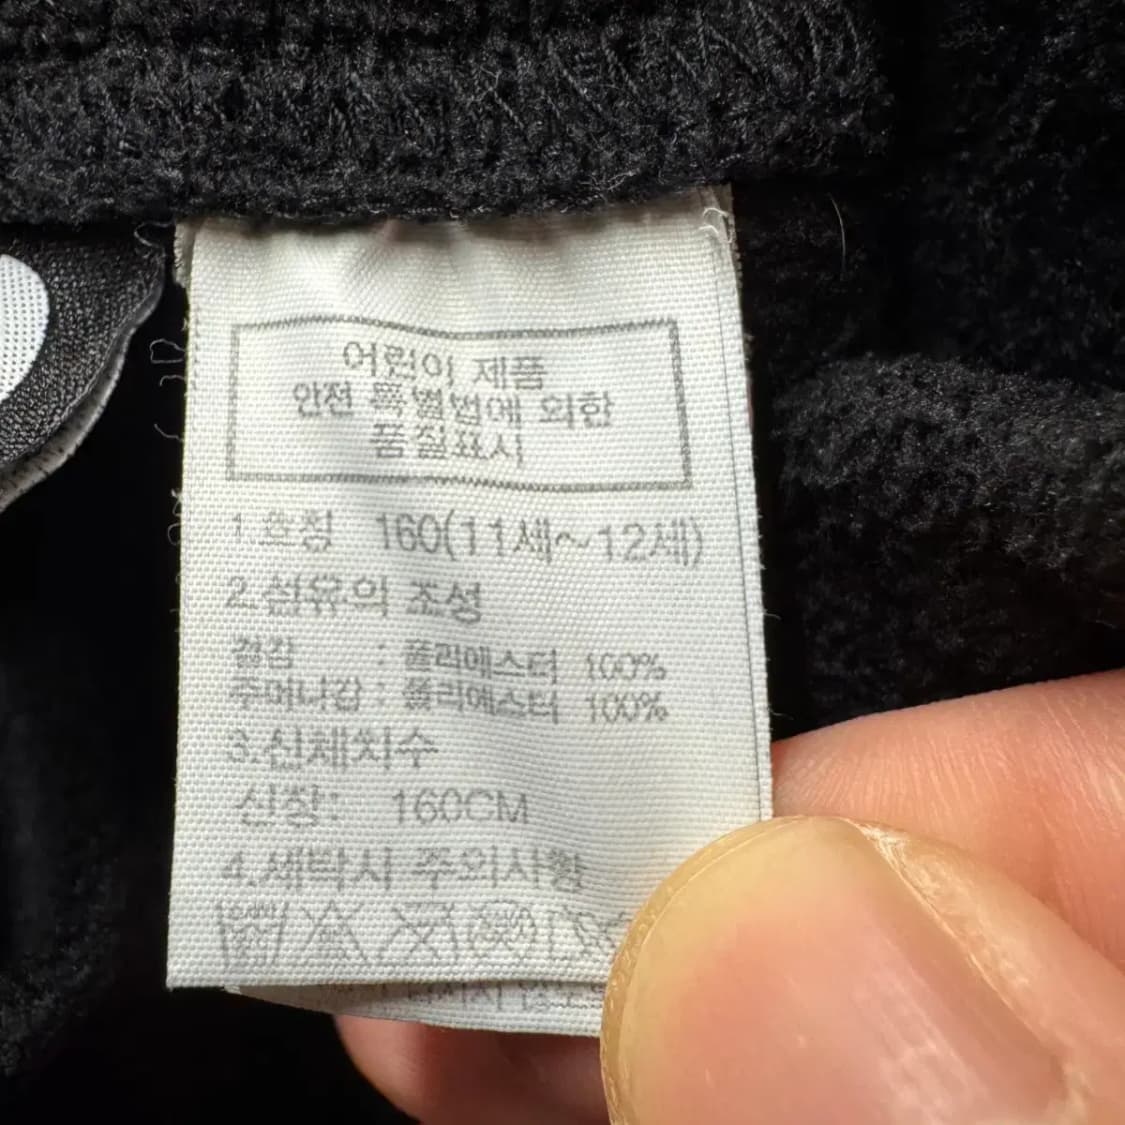 어린이 제품
안전 특별법에 의한
품질표시
1.호칭 160(11세~12세)
2.섬유의 조성
겉감 : 폴리에스터 100%
주머니감 : 폴리에스터 100%
3.신체치수
신장: 160CM
4.세탁시 주의사항